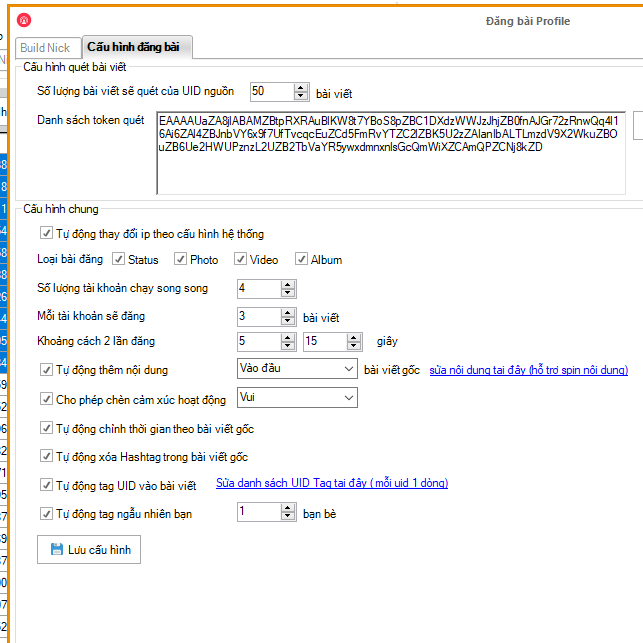 Đăng bài Profile
Build Nick
Cấu hình đăng bài
Cấu hình quét bài viết
Số lượng bài viết sẽ quét của UID nguồn 50 bài viết
Danh sách token quét
EAAAAUaZA8jlABAMZBtpRXRAuBlKW8t7YBoS8pZBC1DXdzWWJzJhjZB0fnAJGr72zRnwQq4l1
6Ai6ZAl4ZBJnbVY6x9f7UfTvcqcEuZCd5FmRvYTZC2lZBK5U2zZAlanlbALTLmzdV9X2WkuZBO
uZB6Ue2HWUPznzL2UZB2TbVaYR5ywxdmnxnlsGcQmWiXZCAmQPZCNj8kZD
Cấu hình chung
Tự động thay đổi ip theo cấu hình hệ thống
Loại bài đăng Status Photo Video Album
Số lượng tài khoản chạy song song 4
Mỗi tài khoản sẽ đăng 3 bài viết
Khoảng cách 2 lần đăng 5 15 giây
Tự động thêm nội dung Vào đầu bài viết gốc sửa nội dung tại đây (hỗ trợ spin nội dung)
Cho phép chèn cảm xúc hoạt động Vui
Tự động chỉnh thời gian theo bài viết gốc
Tự động xóa Hashtag trong bài viết gốc
Tự động tag UID vào bài viết Sửa danh sách UID Tag tại đây ( mỗi uid 1 dòng)
Tự động tag ngẫu nhiên bạn 1 bạn bè
Lưu cấu hình